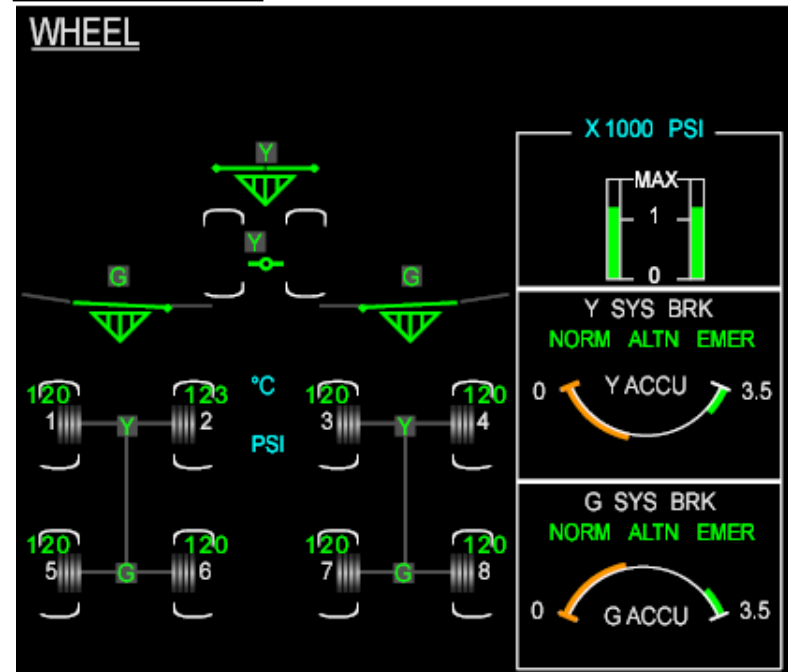 WHEEL
X 1000 PSI
Y
MAX
1
Y
G G
0
Y SYS BRK
NORM ALTN EMER
120 123 °C 120 120
0 Y ACCU 3.5
1 2 3 4
Y Y
PSI
G SYS BRK
NORM ALTN EMER
120 120 120 120
5 6 7 8
G G
0 G ACCU 3.5